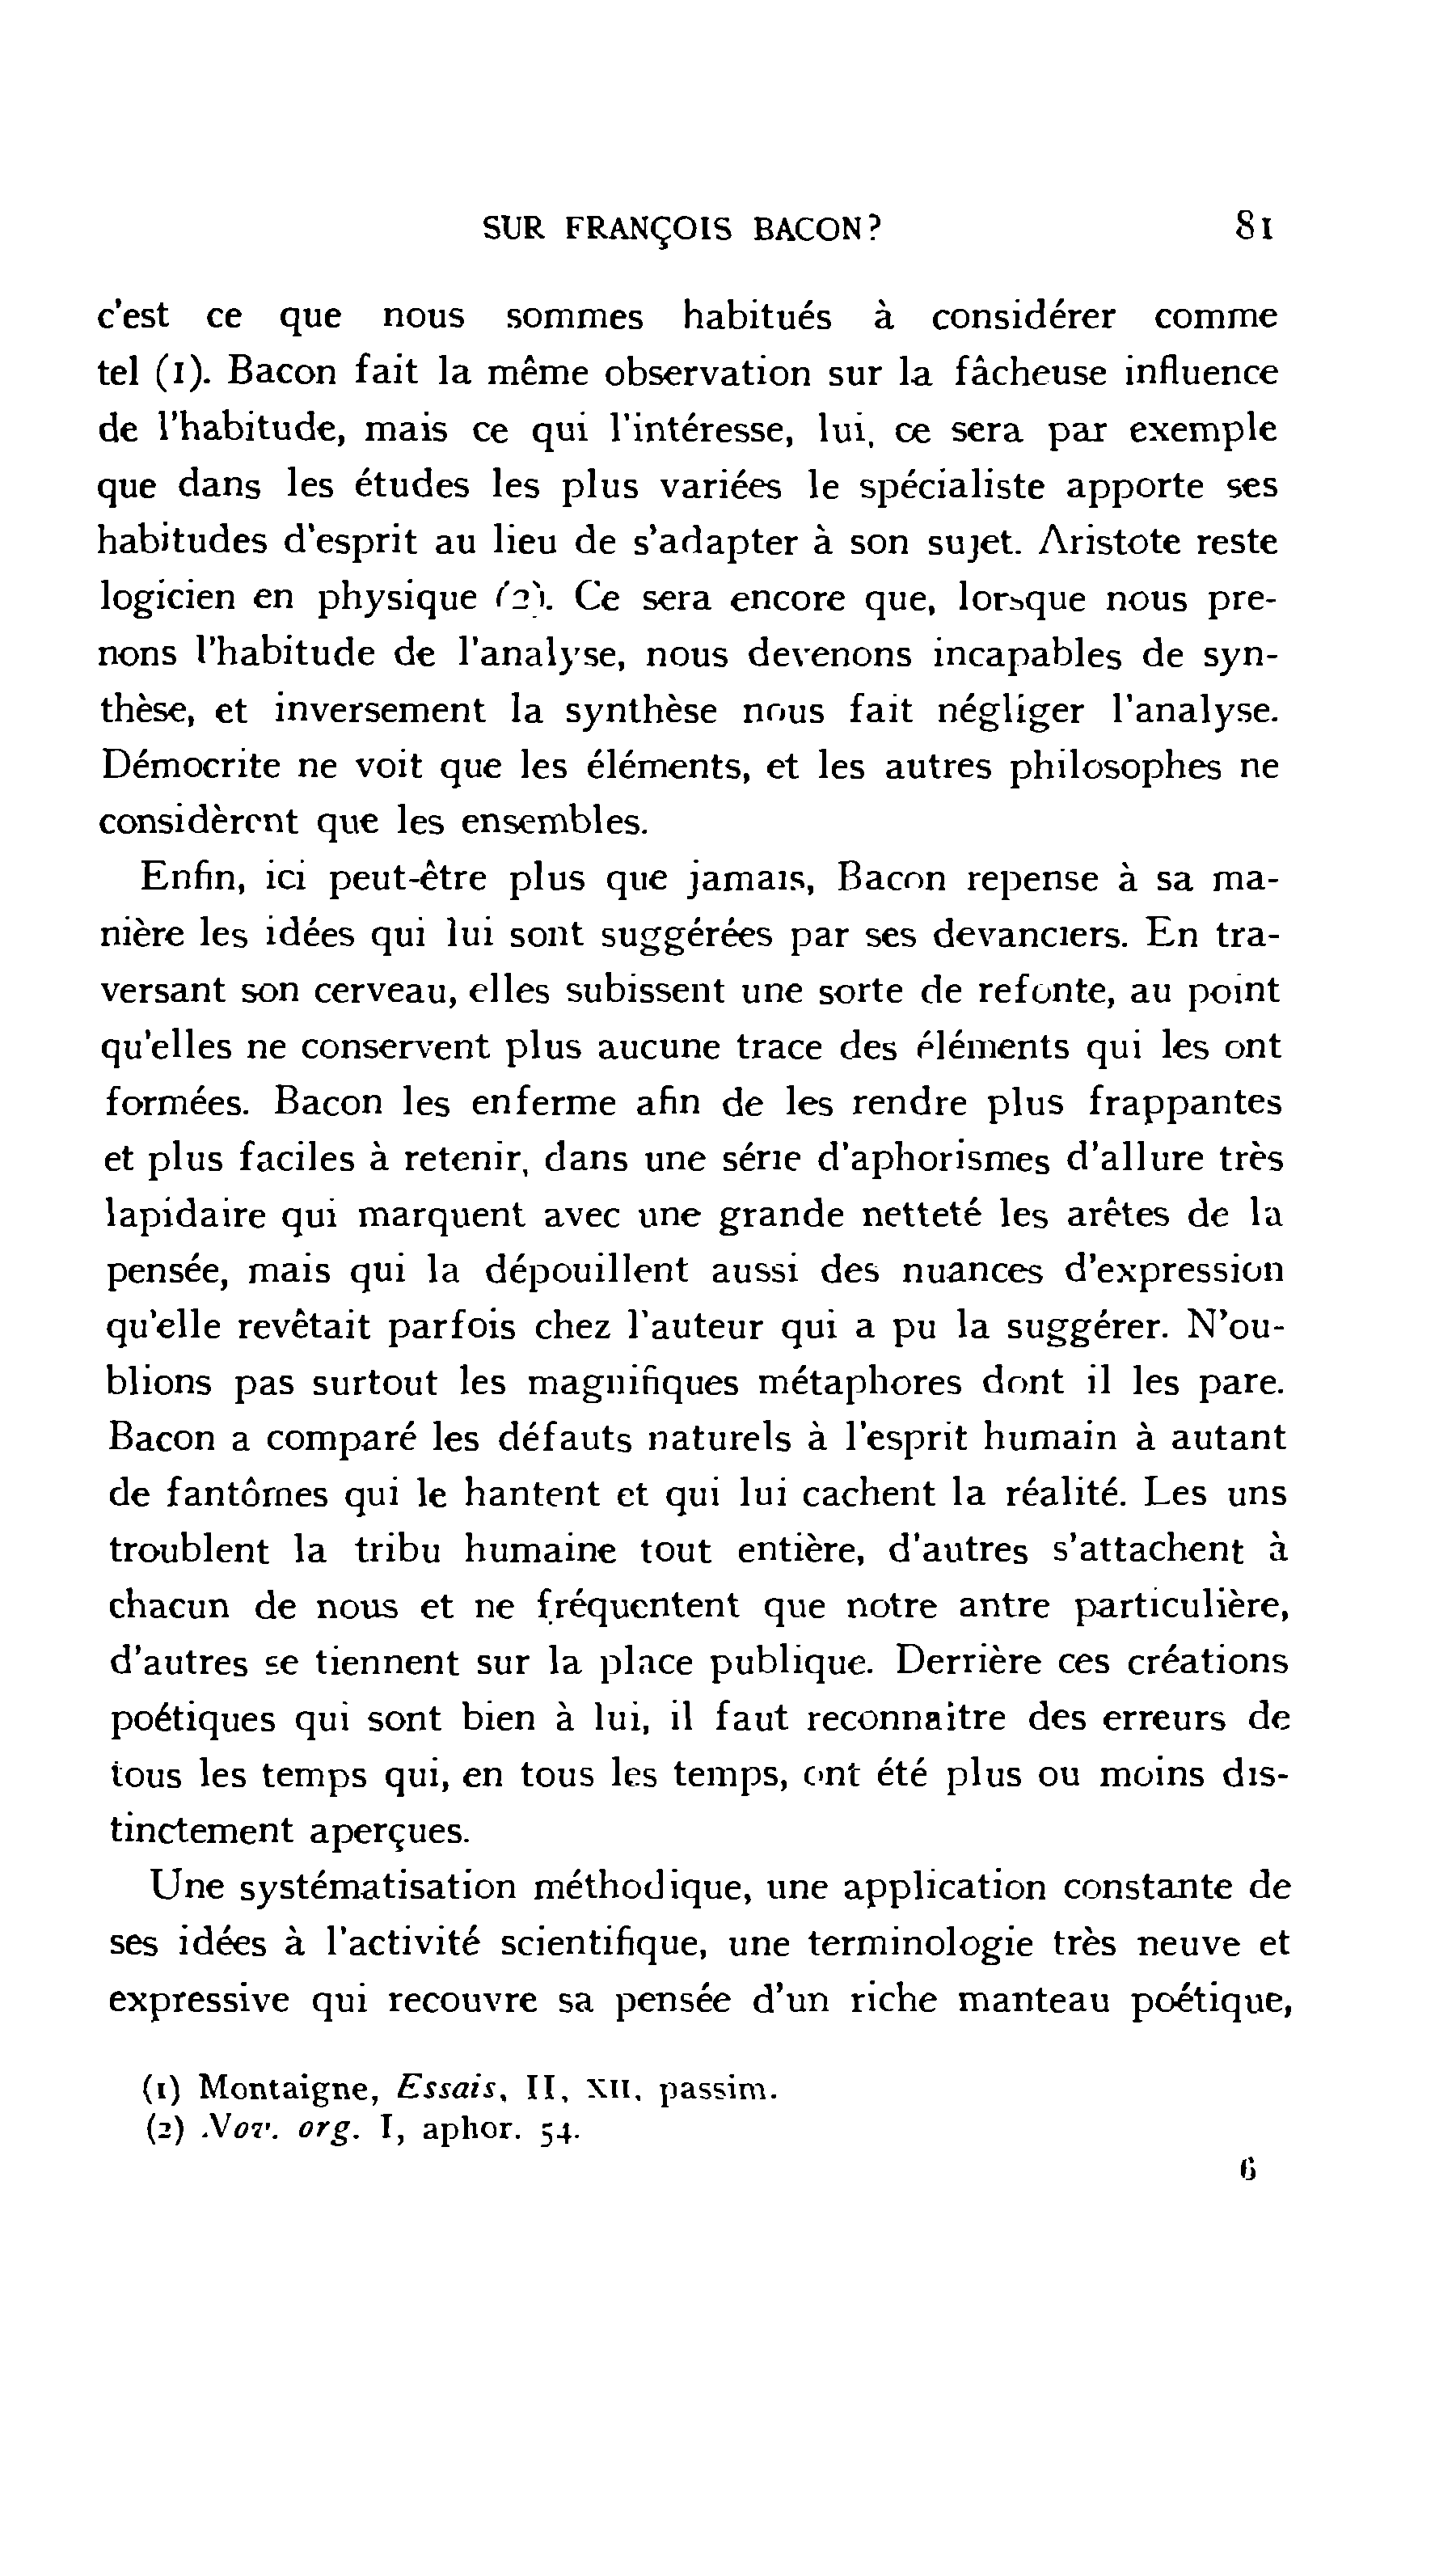 SUR FRANÇOIS BACON? 81
c'est ce que nous sommes habitués à considérer comme
tel (1). Bacon fait la même observation sur la fâcheuse influence
de l'habitude, mais ce qui l'intéresse, lui, ce sera par exemple
que dans les études les plus variées le spécialiste apporte ses
habitudes d'esprit au lieu de s'adapter à son sujet. Aristote reste
logicien en physique (2). Ce sera encore que, lorsque nous pre-
nons l'habitude de l'analyse, nous devenons incapables de syn-
thèse, et inversement la synthèse nous fait négliger l'analyse.
Démocrite ne voit que les éléments, et les autres philosophes ne
considèrent que les ensembles.
Enfin, ici peut-être plus que jamais, Bacon repense à sa ma-
nière les idées qui lui sont suggérées par ses devanciers. En tra-
versant son cerveau, elles subissent une sorte de refonte, au point
qu'elles ne conservent plus aucune trace des éléments qui les ont
formées. Bacon les enferme afin de les rendre plus frappantes
et plus faciles à retenir, dans une série d'aphorismes d'allure très
lapidaire qui marquent avec une grande netteté les arêtes de la
pensée, mais qui la dépouillent aussi des nuances d'expression
qu'elle revêtait parfois chez l'auteur qui a pu la suggérer. N'ou-
blions pas surtout les magnifiques métaphores dont il les pare.
Bacon a comparé les défauts naturels à l'esprit humain à autant
de fantômes qui le hantent et qui lui cachent la réalité. Les uns
troublent la tribu humaine tout entière, d'autres s'attachent à
chacun de nous et ne fréquentent que notre antre particulière,
d'autres se tiennent sur la place publique. Derrière ces créations
poétiques qui sont bien à lui, il faut reconnaitre des erreurs de
tous les temps qui, en tous les temps, ont été plus ou moins dis-
tinctement aperçues.
Une systématisation méthodique, une application constante de
ses idées à l'activité scientifique, une terminologie très neuve et
expressive qui recouvre sa pensée d'un riche manteau poétique,
(1) Montaigne, Essais, II, XII, passim.
(2) Nov. org. I, aphor. 54.
6